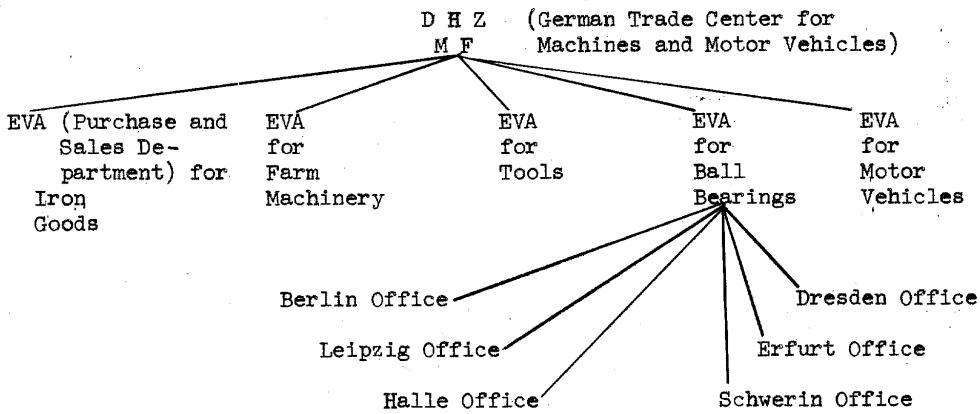 D H Z (German Trade Center for
M F Machines and Motor Vehicles)
EVA (Purchase and
Sales De-
partment) for
Iron
Goods
EVA
for
Farm
Machinery
EVA
for
Tools
EVA
for
Ball
Bearings
EVA
for
Motor
Vehicles
Berlin Office
Leipzig Office
Halle Office
Dresden Office
Erfurt Office
Schwerin Office